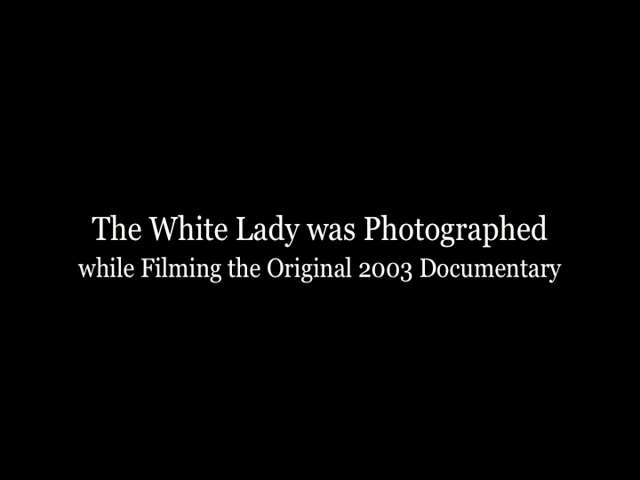 The White Lady was Photographed
while Filming the Original 2003 Documentary